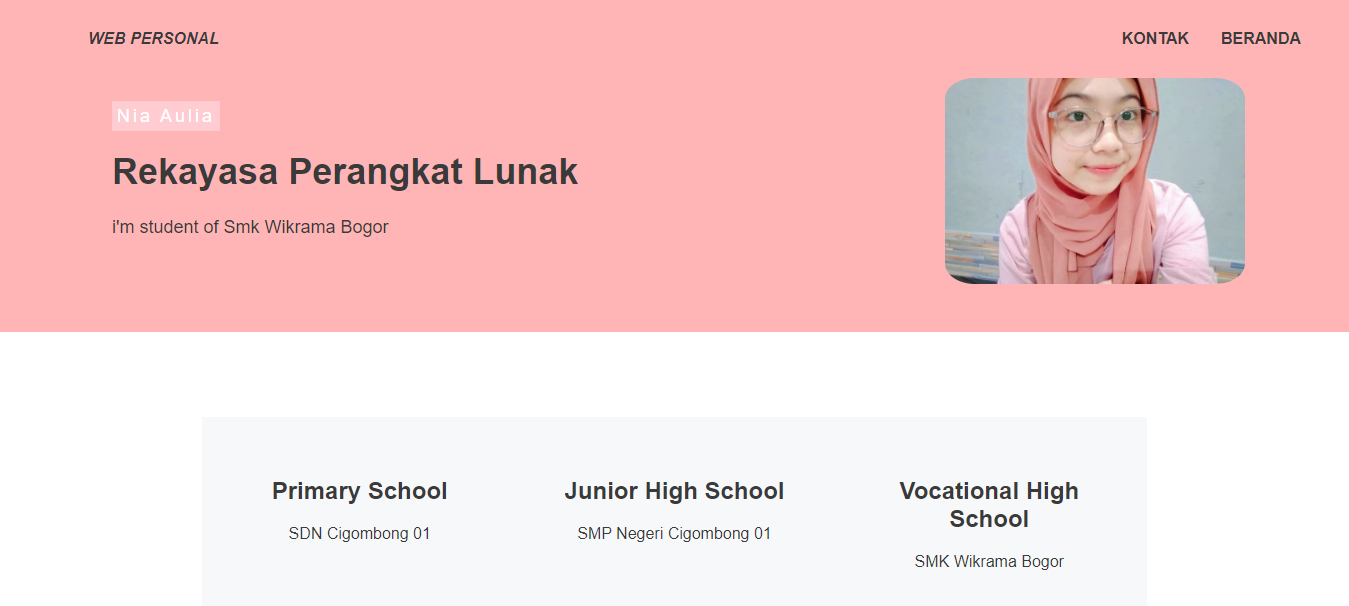 WEB PERSONAL
KONTAK BERANDA
Nia Aulia
Rekayasa Perangkat Lunak
i'm student of Smk Wikrama Bogor
Primary School
SDN Cigombong 01
Junior High School
SMP Negeri Cigombong 01
Vocational High
School
SMK Wikrama Bogor